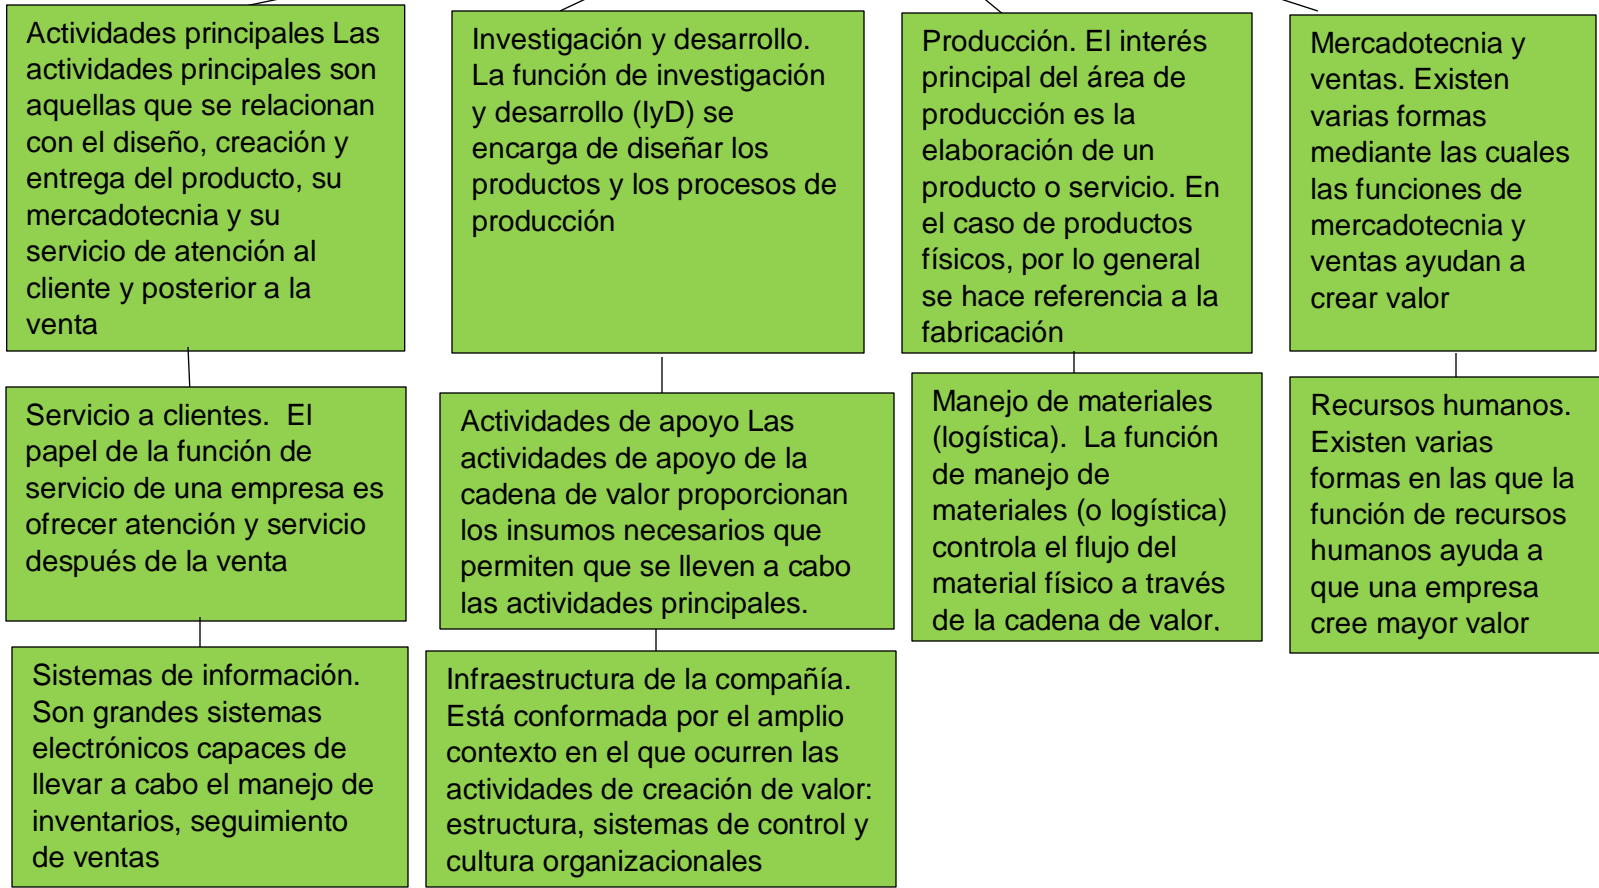 Actividades principales Las
actividades principales son
aquellas que se relacionan
con el diseño, creación y
entrega del producto, su
mercadotecnia y su
servicio de atención al
cliente y posterior a la
venta
Investigación y desarrollo.
La función de investigación
y desarrollo (IyD) se
encarga de diseñar los
productos y los procesos de
producción
Producción. El interés
principal del área de
producción es la
elaboración de un
producto o servicio. En
el caso de productos
físicos, por lo general
se hace referencia a la
fabricación
Mercadotecnia y
ventas. Existen
varias formas
mediante las cuales
las funciones de
mercadotecnia y
ventas ayudan a
crear valor
Servicio a clientes.  El
papel de la función de
servicio de una empresa es
ofrecer atención y servicio
después de la venta
Actividades de apoyo Las
actividades de apoyo de la
cadena de valor proporcionan
los insumos necesarios que
permiten que se lleven a cabo
las actividades principales.
Manejo de materiales
(logística).  La función
de manejo de
materiales (o logística)
controla el flujo del
material físico a través
de la cadena de valor.
Recursos humanos.
Existen varias
formas en las que la
función de recursos
humanos ayuda a
que una empresa
cree mayor valor
Sistemas de información.
Son grandes sistemas
electrónicos capaces de
llevar a cabo el manejo de
inventarios, seguimiento
de ventas
Infraestructura de la compañía.
Está conformada por el amplio
contexto en el que ocurren las
actividades de creación de valor:
estructura, sistemas de control y
cultura organizacionales